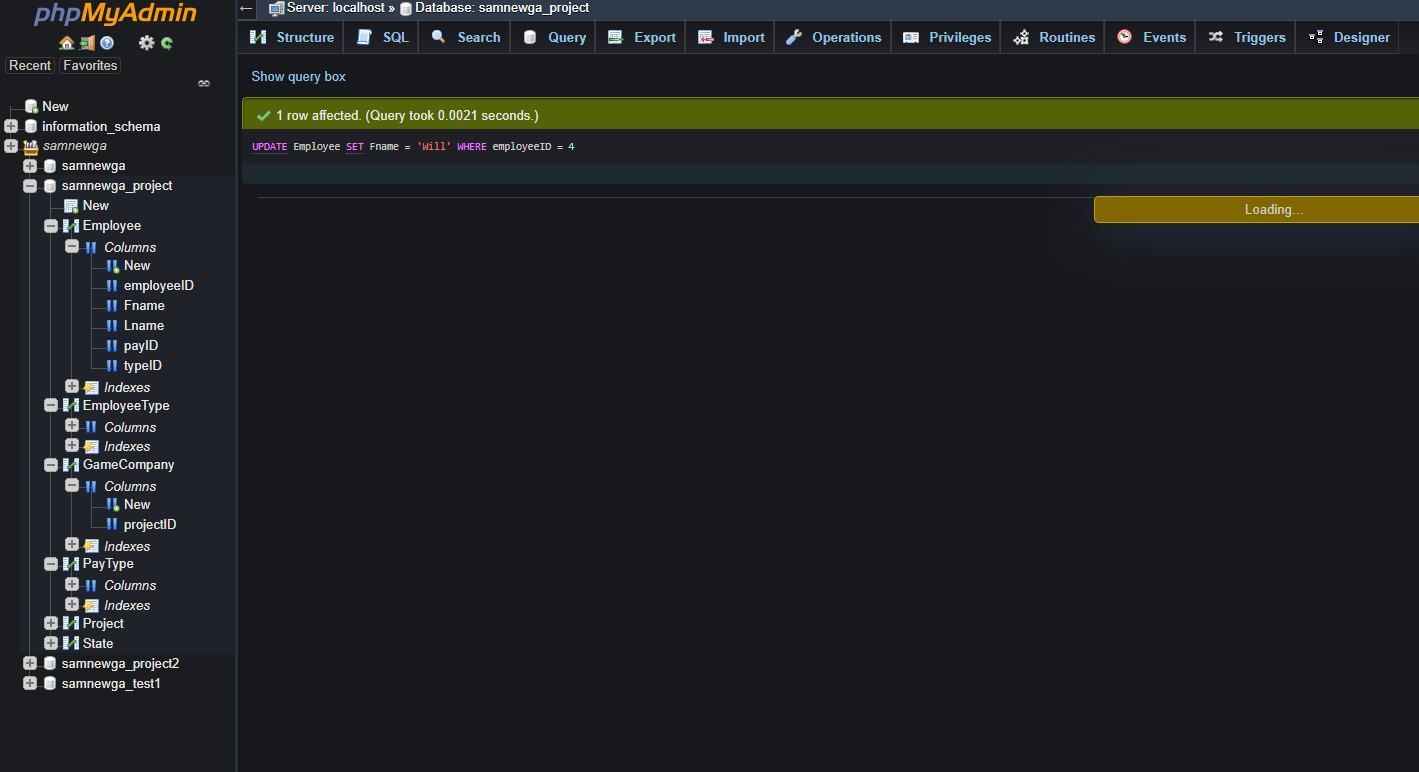 phpMyAdmin
Recent Favorites
New
information_schema
samnewga
samnewga
samnewga_project
New
Employee
Columns
New
employeeID
Fname
Lname
payID
typeID
Indexes
EmployeeType
Columns
Indexes
GameCompany
Columns
New
projectID
Indexes
PayType
Columns
Indexes
Project
State
samnewga_project2
samnewga_test1
← Server: localhost » Database: samnewga_project
Structure SQL Search Query Export Import Operations Privileges Routines Events Triggers Designer
Show query box
1 row affected. (Query took 0.0021 seconds.)
UPDATE Employee SET Fname = 'Will' WHERE employeeID = 4
Loading...